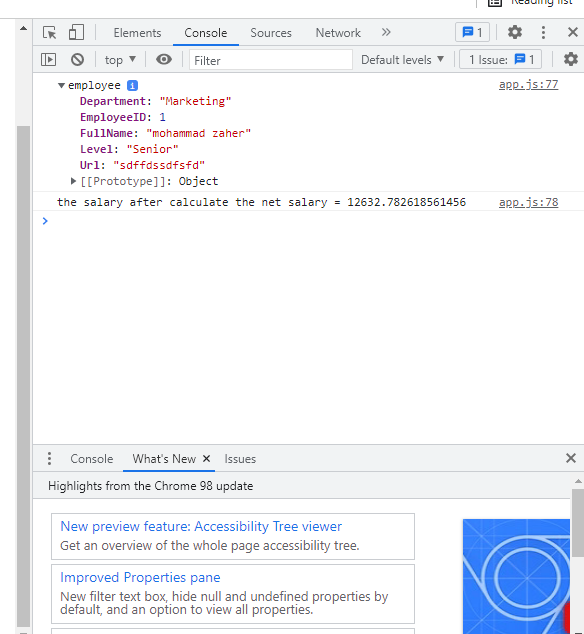 Reading list
Elements Console Sources Network » 1
top ▼ Filter Default levels ▼ 1 Issue: 1
▼ employee i app.js:77
Department: "Marketing"
EmployeeID: 1
FullName: "mohammad zaher"
Level: "Senior"
Url: "sdffdssdfsfd"
▶ [[Prototype]]: Object
the salary after calculate the net salary = 12632.782618561456 app.js:78
>
Console What's New × Issues
Highlights from the Chrome 98 update
New preview feature: Accessibility Tree viewer
Get an overview of the whole page accessibility tree.
Improved Properties pane
New filter text box, hide null and undefined properties by
default, and an option to view all properties.